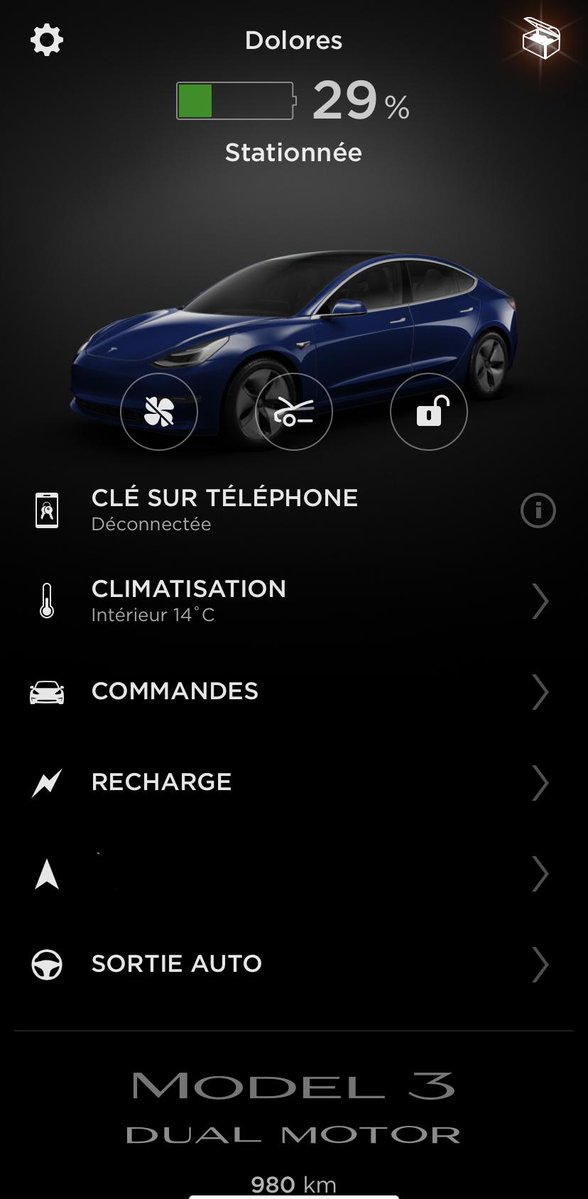 Dolores
29 %
Stationnée
CLÉ SUR TÉLÉPHONE
Déconnectée
CLIMATISATION
Intérieur 14°C
COMMANDES
RECHARGE
SORTIE AUTO
MODEL 3
DUAL MOTOR
980 km